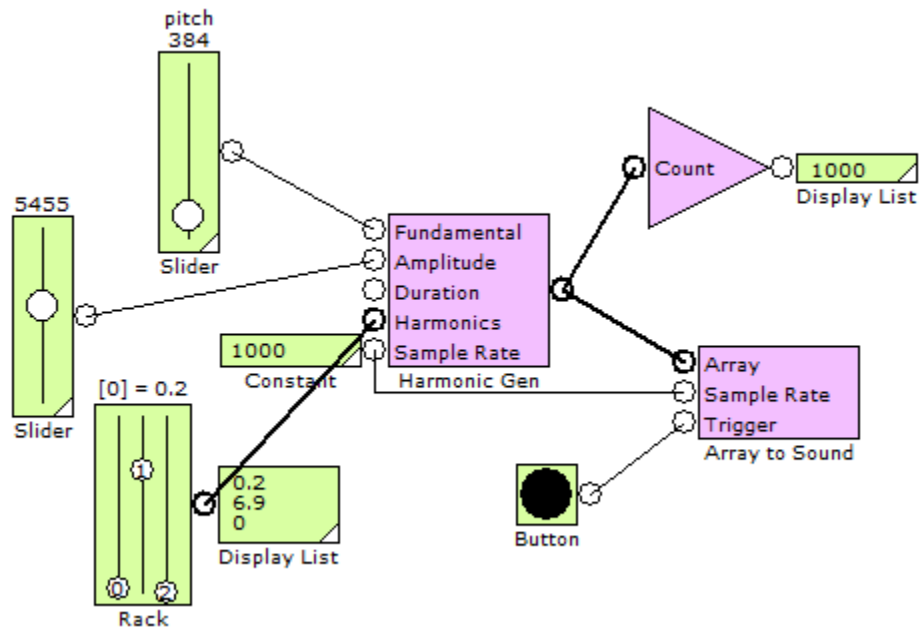 pitch
384
Slider
5455
Slider
Fundamental
Amplitude
Duration
Harmonics
Sample Rate
Harmonic Gen
1000
Constant
Count
1000
Display List
Array
Sample Rate
Trigger
Array to Sound
[0] = 0.2
0
1
2
Rack
0.2
6.9
0
Display List
Button